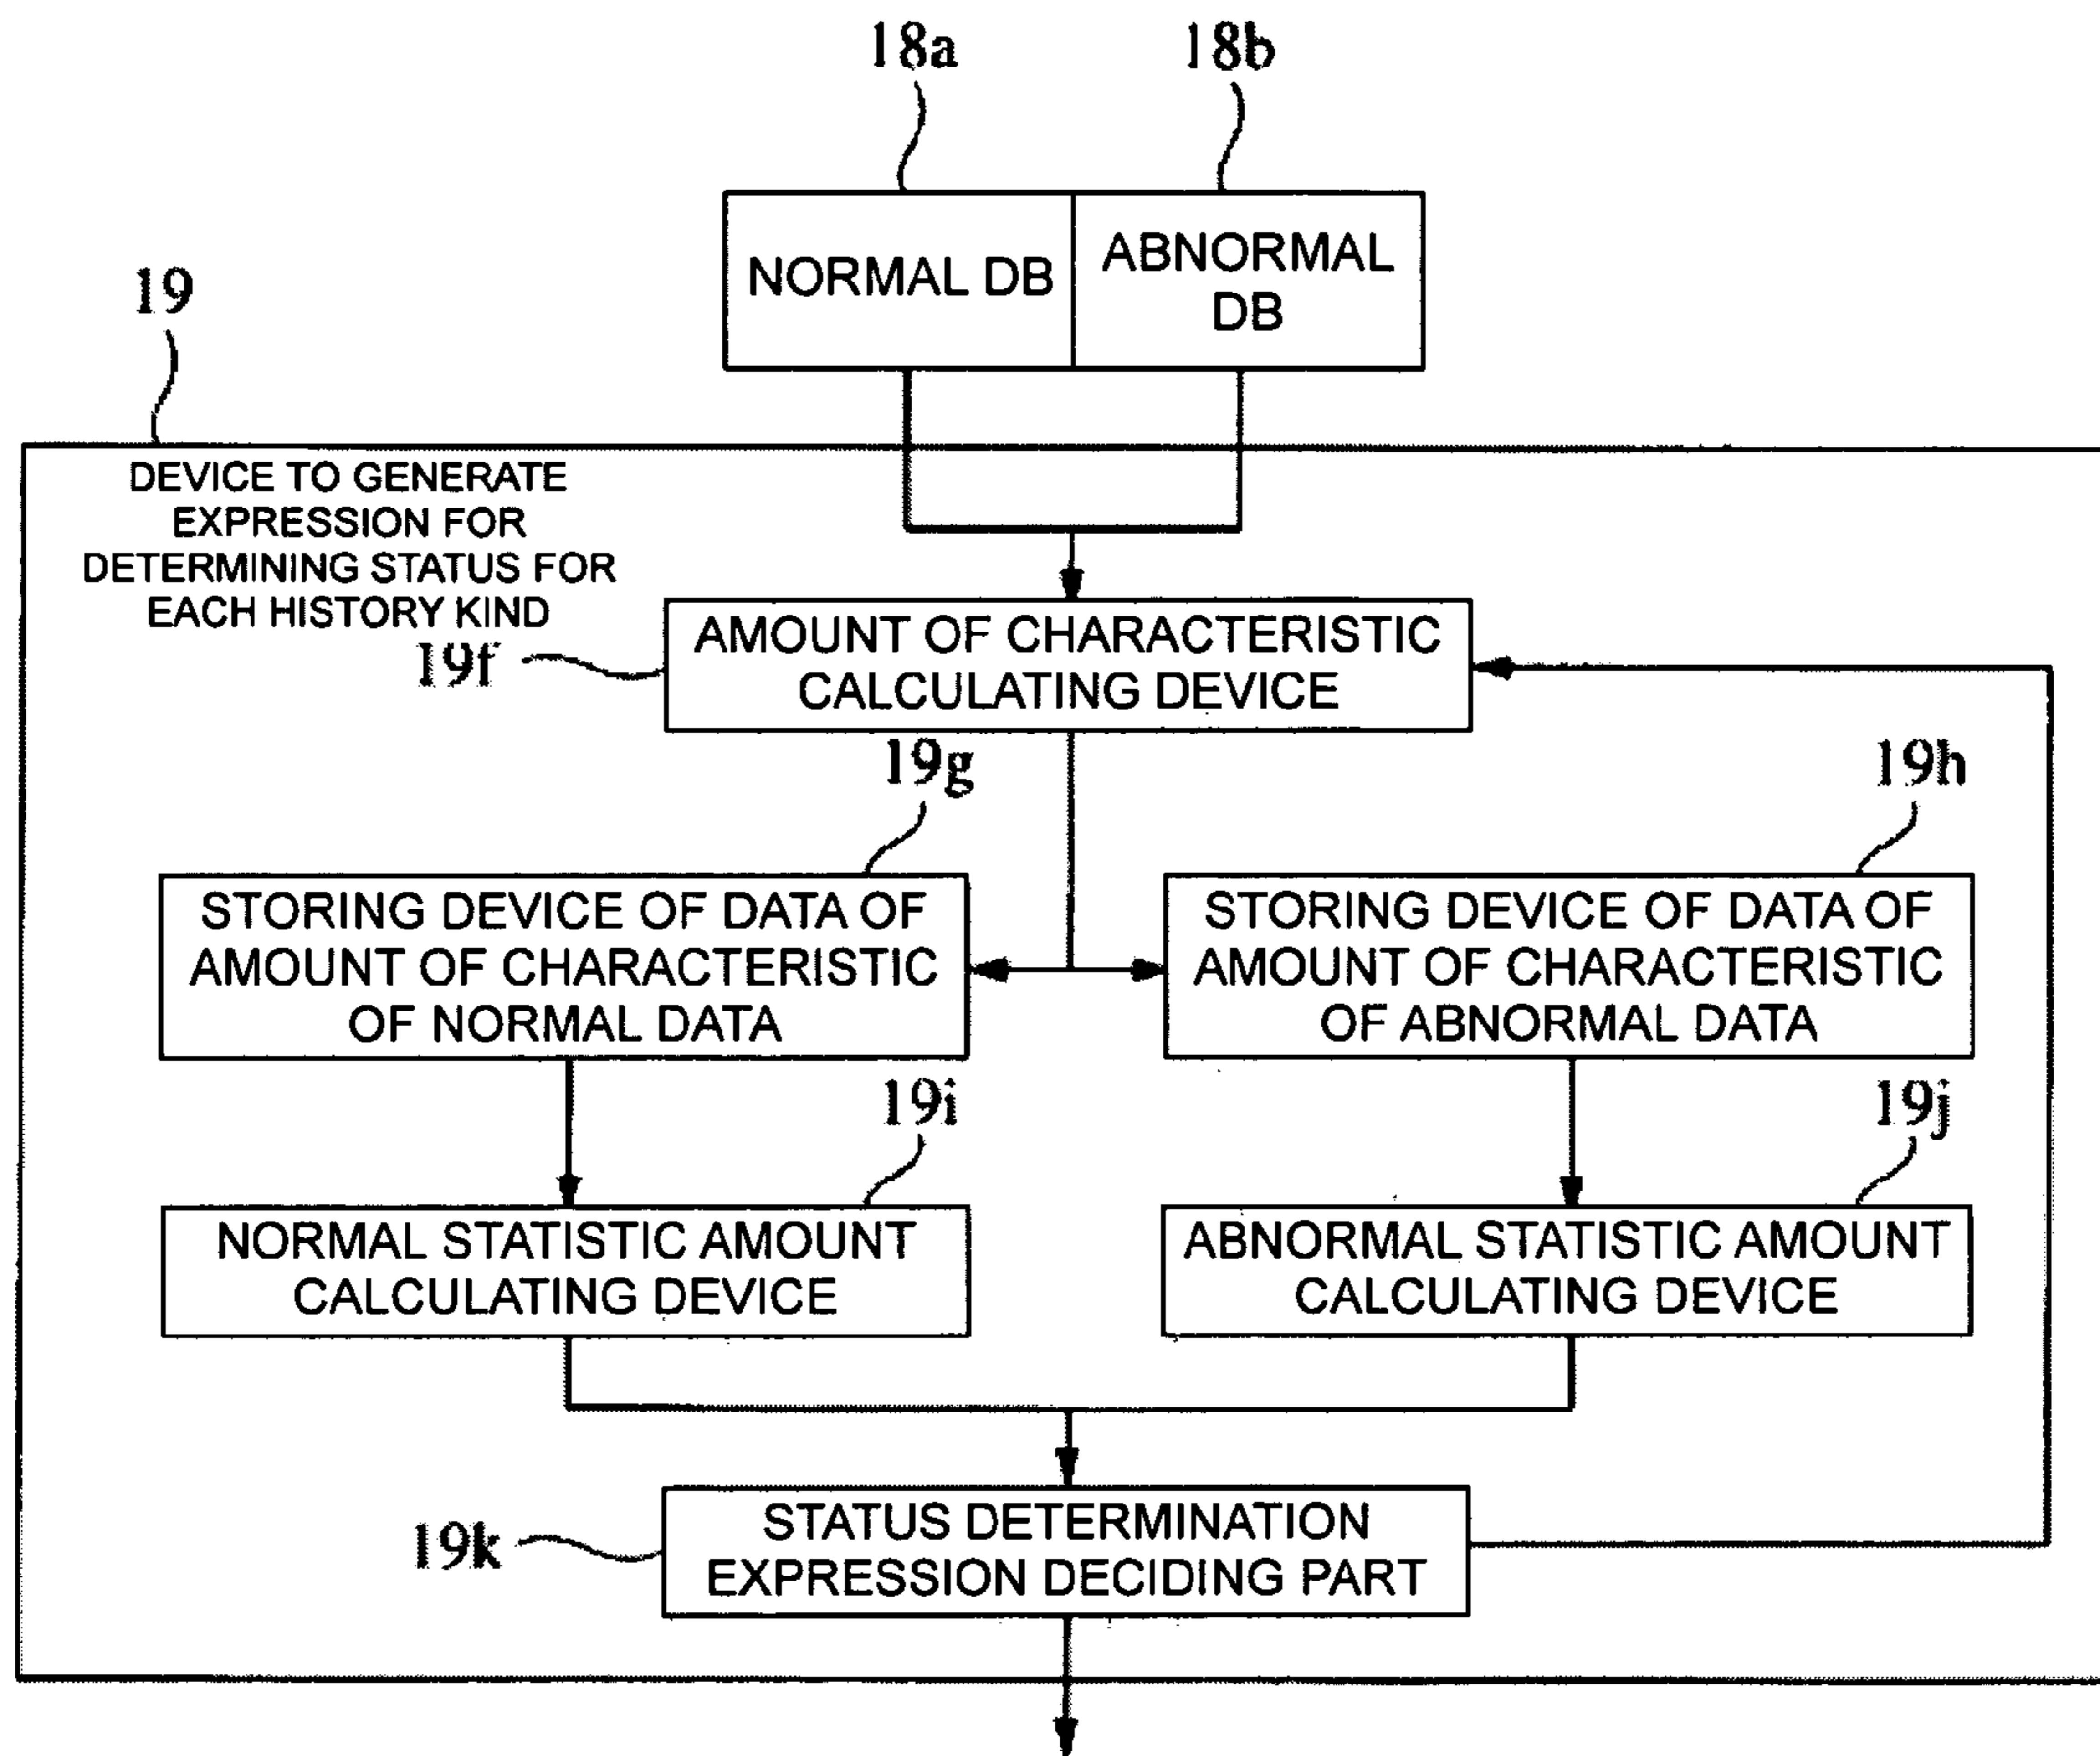 18a
18b
NORMAL DB
ABNORMAL
DB
19
DEVICE TO GENERATE
EXPRESSION FOR
DETERMINING STATUS FOR
EACH HISTORY KIND
19f
AMOUNT OF CHARACTERISTIC
CALCULATING DEVICE
19g
19h
STORING DEVICE OF DATA OF
AMOUNT OF CHARACTERISTIC
OF NORMAL DATA
STORING DEVICE OF DATA OF
AMOUNT OF CHARACTERISTIC
OF ABNORMAL DATA
19i
19j
NORMAL STATISTIC AMOUNT
CALCULATING DEVICE
ABNORMAL STATISTIC AMOUNT
CALCULATING DEVICE
19k
STATUS DETERMINATION
EXPRESSION DECIDING PART